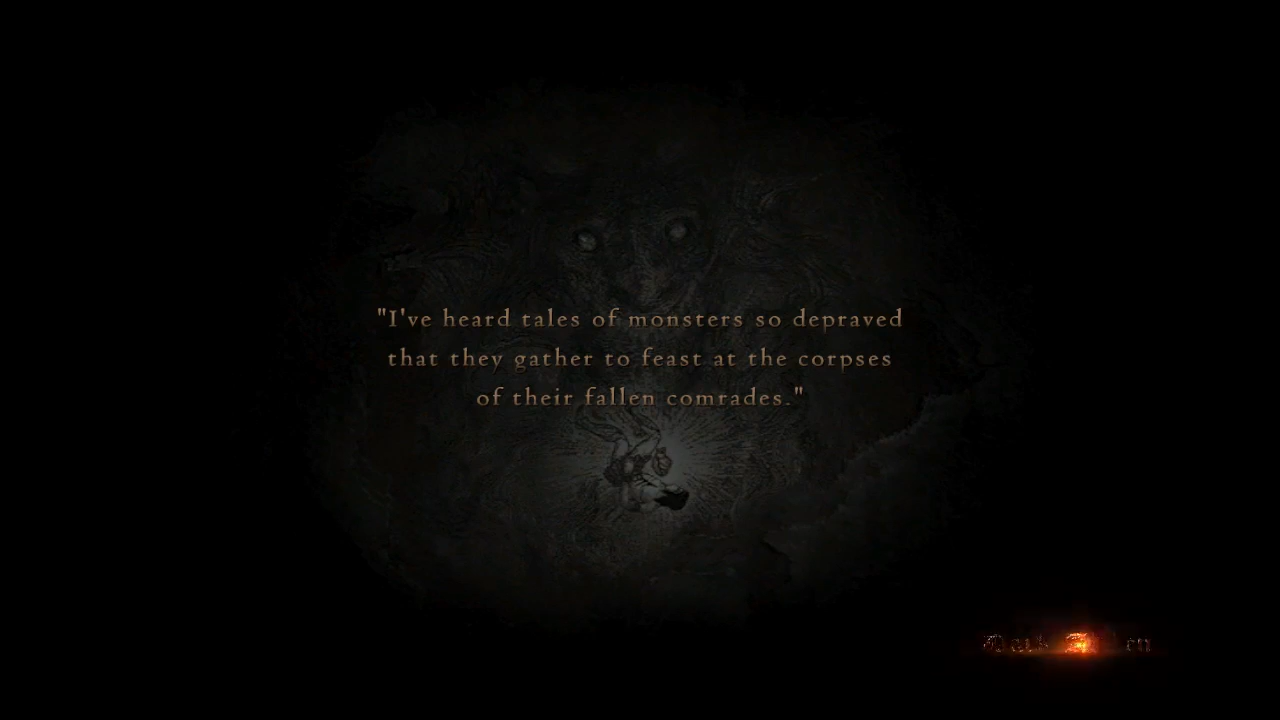 "I've heard tales of monsters so depraved
that they gather to feast at the corpses
of their fallen comrades."